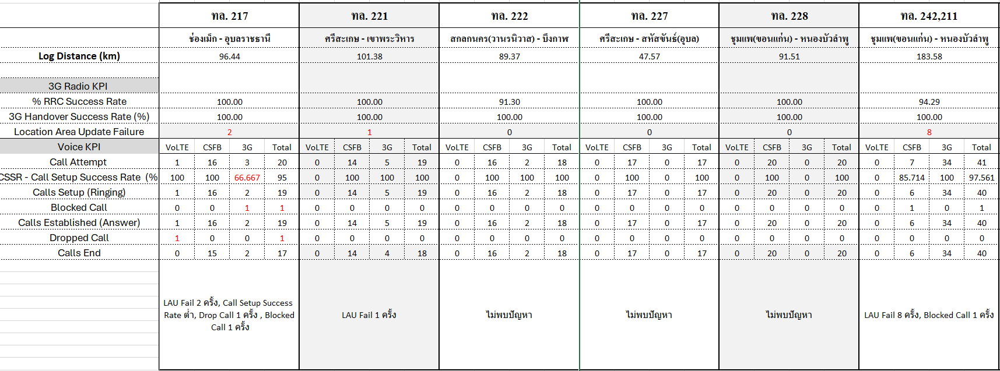 ทล. 217 ทล. 221 ทล. 222 ทล. 227 ทล. 228 ทล. 242,211
ช่องเม็ก - อุบลราชธานี ศรีสะเกษ - เขาพระวิหาร สกลกนคร(วานรนิวาส) - บึงกาฬ ศรีสะเกษ - สหัสขันธ์(อุบล) ชุมแพ(ขอนแก่น) - หนองบัวลำพู ชุมแพ(ขอนแก่น) - หนองบัวลำพู
Log Distance (km) 96.44 101.38 89.37 47.57 91.51 183.58
3G Radio KPI
% RRC Success Rate 100.00 100.00 91.30 100.00 100.00 94.29
3G Handover Success Rate (%) 100.00 100.00 100.00 100.00 100.00 100.00
Location Area Update Failure 2 1 0 0 0 8
Voice KPI VoLTE CSFB 3G Total VoLTE CSFB 3G Total VoLTE CSFB 3G Total VoLTE CSFB 3G Total VoLTE CSFB 3G Total VoLTE CSFB 3G Total
Call Attempt 1 16 3 20 0 14 5 19 0 16 2 18 0 17 0 17 0 20 0 20 0 7 34 41
CSSR - Call Setup Success Rate (% 100 100 66.667 95 0 100 100 100 0 100 100 100 0 100 0 100 0 100 0 100 0 85.714 100 97.561
Calls Setup (Ringing) 1 16 2 19 0 14 5 19 0 16 2 18 0 17 0 17 0 20 0 20 0 6 34 40
Blocked Call 0 0 1 1 0 0 0 0 0 0 0 0 0 0 0 0 0 0 0 0 0 1 0 1
Calls Established (Answer) 1 16 2 19 0 14 5 19 0 16 2 18 0 17 0 17 0 20 0 20 0 6 34 40
Dropped Call 1 0 0 1 0 0 0 0 0 0 0 0 0 0 0 0 0 0 0 0 0 0 0 0
Calls End 0 15 2 17 0 14 4 18 0 16 2 18 0 17 0 17 0 20 0 20 0 6 34 40
LAU Fail 2 ครั้ง, Call Setup Success
Rate ต่ำ, Drop Call 1 ครั้ง , Blocked
Call 1 ครั้ง
LAU Fail 1 ครั้ง
ไม่พบปัญหา
ไม่พบปัญหา
ไม่พบปัญหา
LAU Fail 8 ครั้ง, Blocked Call 1 ครั้ง